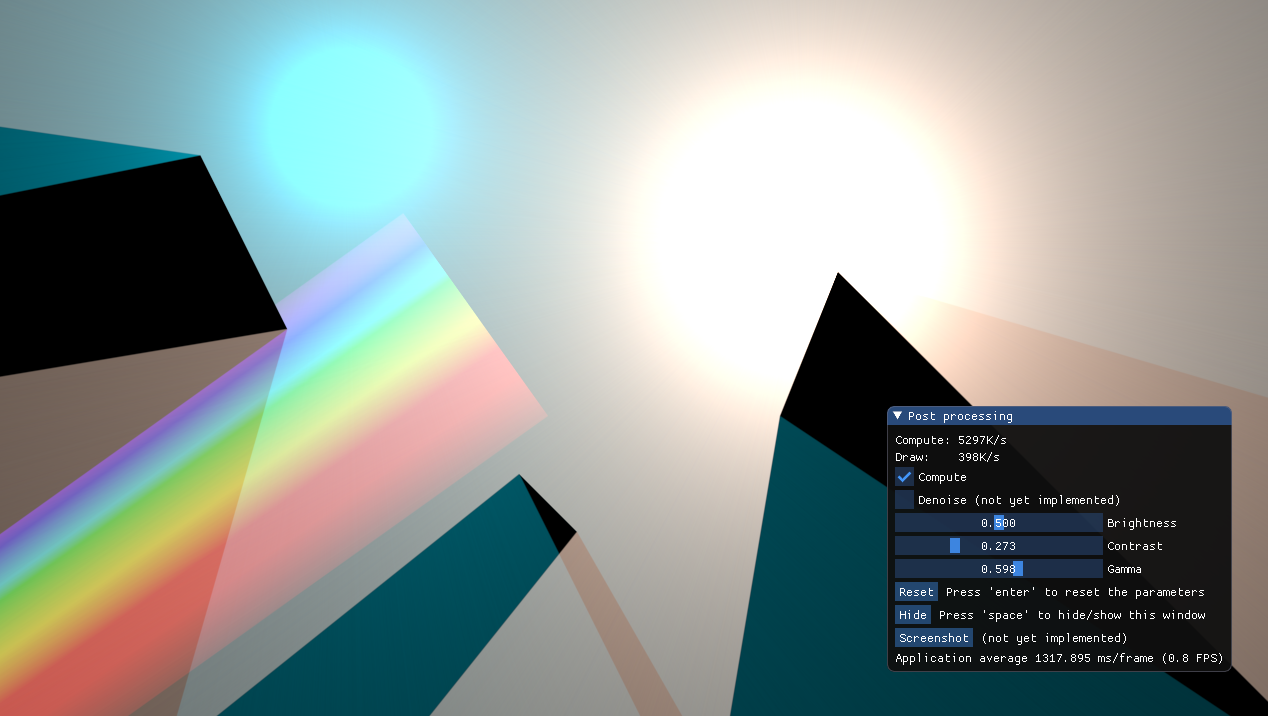 Post processing
Compute: 5297K/s
Draw: 398K/s
Compute
Denoise (not yet implemented)
0.500 Brightness
0.273 Contrast
0.598 Gamma
Reset Press 'enter' to reset the parameters
Hide Press 'space' to hide/show this window
Screenshot (not yet implemented)
Application average 1317.895 ms/frame (0.8 FPS)